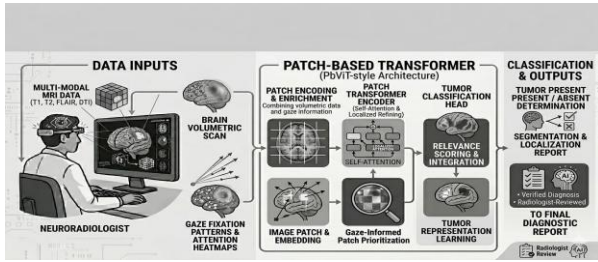 DATA INPUTS
MULTI-MODAL
MRI DATA
(T1, T2, FLAIR, DTI)
BRAIN
VOLUMETRIC
SCAN
GAZE FIXATION
PATTERNS &
ATTENTION
HEATMAPS
NEURORADIOLOGIST
PATCH-BASED TRANSFORMER
(PbViT-style Architecture)
PATCH ENCODING
& ENRICHMENT
Combining volumetric data
and gaze information
PATCH
TRANSFORMER
ENCODER
(Self-Attention &
Localized Refining)
SELF-ATTENTION
TUMOR
CLASSIFICATION
HEAD
RELEVANCE
SCORING &
INTEGRATION
IMAGE PATCH &
EMBEDDING
Gaze-Informed
Patch Prioritization
TUMOR
REPRESENTATION
LEARNING
CLASSIFICATION
& OUTPUTS
TUMOR PRESENT
PRESENT / ABSENT
DETERMINATION
SEGMENTATION &
LOCALIZATION
REPORT
AI
• Verified Diagnosis
• Radiologist-Reviewed
TO FINAL
DIAGNOSTIC
REPORT
Radiologist
Review
AI